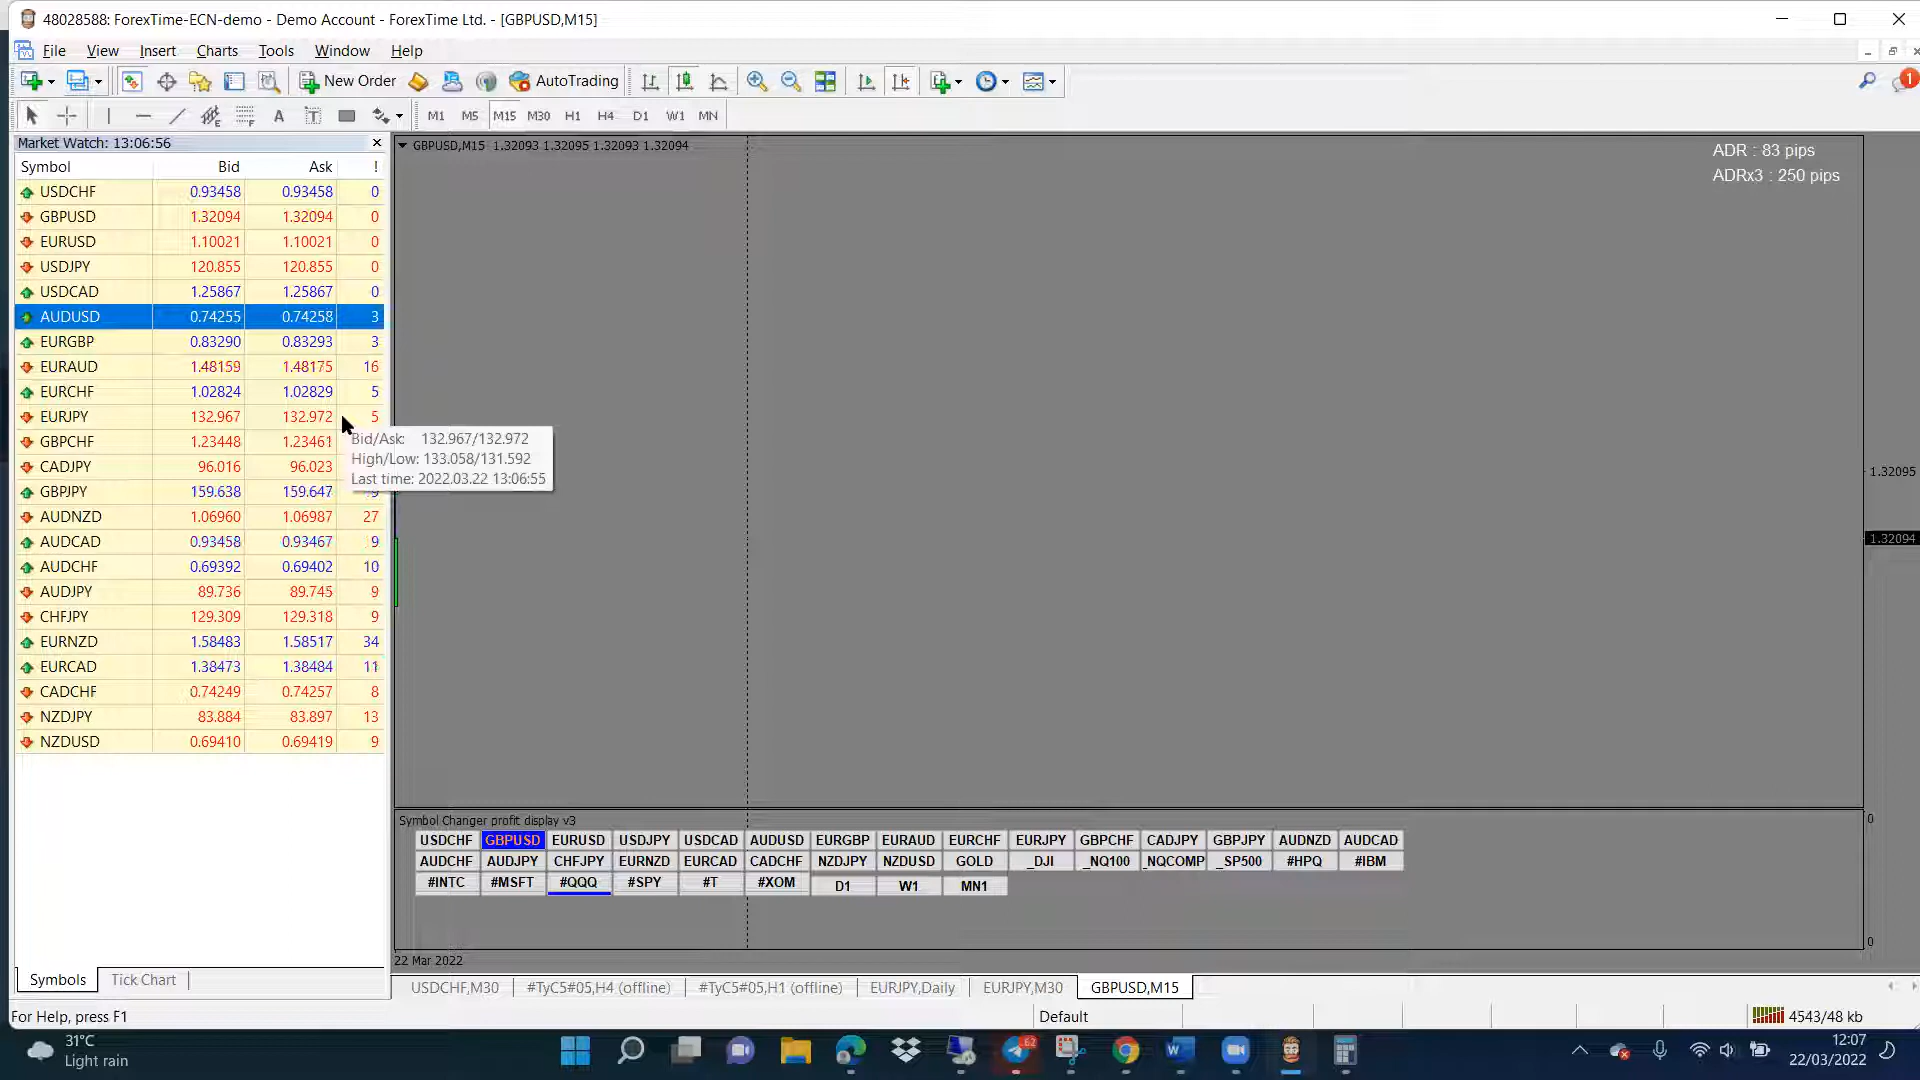 48028588: ForexTime-ECN-demo - Demo Account - ForexTime Ltd. - [GBPUSD,M15]
File View Insert Charts Tools Window Help
New Order AutoTrading 1
A T M1 M5 M15 M30 H1 H4 D1 W1 MN
Market Watch: 13:06:56
Symbol Bid Ask !
USDCHF 0.93458 0.93458 0
GBPUSD 1.32094 1.32094 0
EURUSD 1.10021 1.10021 0
USDJPY 120.855 120.855 0
USDCAD 1.25867 1.25867 0
AUDUSD 0.74255 0.74258 3
EURGBP 0.83290 0.83293 3
EURAUD 1.48159 1.48175 16
EURCHF 1.02824 1.02829 5
EURJPY 132.967 132.972 5
GBPCHF 1.23448 1.23461
CADJPY 96.016 96.023
GBPJPY 159.638 159.647 9
AUDNZD 1.06960 1.06987 27
AUDCAD 0.93458 0.93467 9
AUDCHF 0.69392 0.69402 10
AUDJPY 89.736 89.745 9
CHFJPY 129.309 129.318 9
EURNZD 1.58483 1.58517 34
EURCAD 1.38473 1.38484 11
CADCHF 0.74249 0.74257 8
NZDJPY 83.884 83.897 13
NZDUSD 0.69410 0.69419 9
Symbols Tick Chart
Bid/Ask: 132.967/132.972
High/Low: 133.058/131.592
Last time: 2022.03.22 13:06:55
GBPUSD,M15 1.32093 1.32095 1.32093 1.32094
ADR : 83 pips
ADRx3 : 250 pips
1.32095
1.32094
Symbol Changer profit display v3
0
USDCHF GBPUSD EURUSD USDJPY USDCAD AUDUSD EURGBP EURAUD EURCHF EURJPY GBPCHF CADJPY GBPJPY AUDNZD AUDCAD
AUDCHF AUDJPY CHFJPY EURNZD EURCAD CADCHF NZDJPY NZDUSD GOLD _DJI _NQ100 _NQCOMP _SP500 #HPQ #IBM
#INTC #MSFT #QQQ #SPY #T #XOM D1 W1 MN1
0
22 Mar 2022
USDCHF,M30 #TyC5#05,H4 (offline) #TyC5#05,H1 (offline) EURJPY,Daily EURJPY,M30 GBPUSD,M15
For Help, press F1 Default 4543/48 kb
31°C
Light rain
62
12:07
22/03/2022